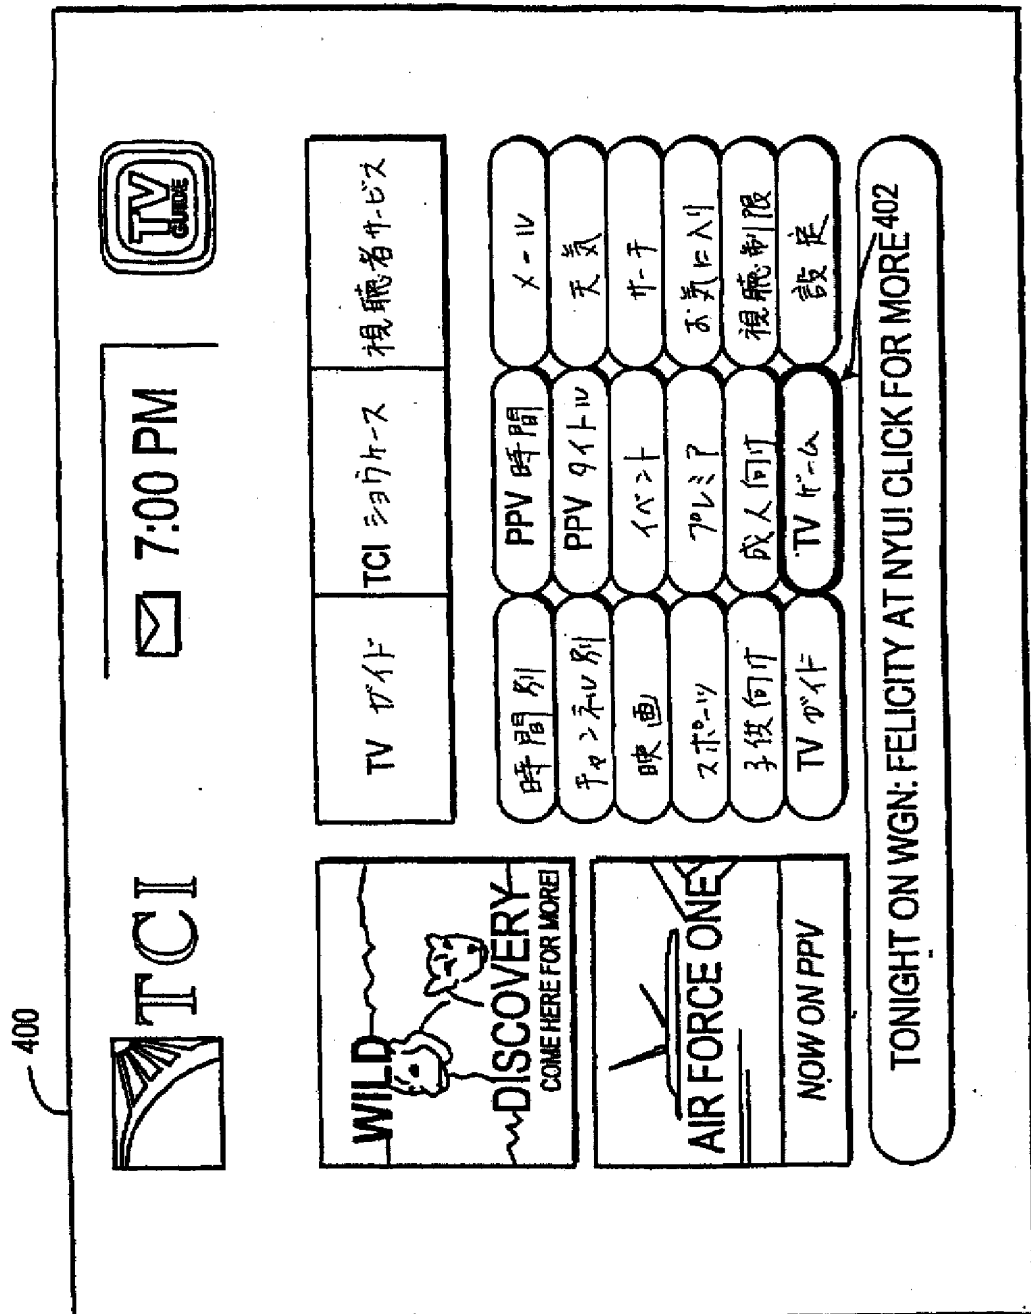 400
TCI
7:00 PM
TV
GUIDE
TV ガイド
TCI ショウケース
視聴者サービス
時間別
PPV 時間
メール
チャンネル別
PPV タイトル
天気
映画
イベント
サーチ
スポーツ
プレミア
お気に入り
子供向け
成人向け
視聴制限
TV ガイド
TV ゲーム
設定
WILD
DISCOVERY
COME HERE FOR MORE!
AIR FORCE ONE
NOW ON PPV
TONIGHT ON WGN: FELICITY AT NYU! CLICK FOR MORE
402